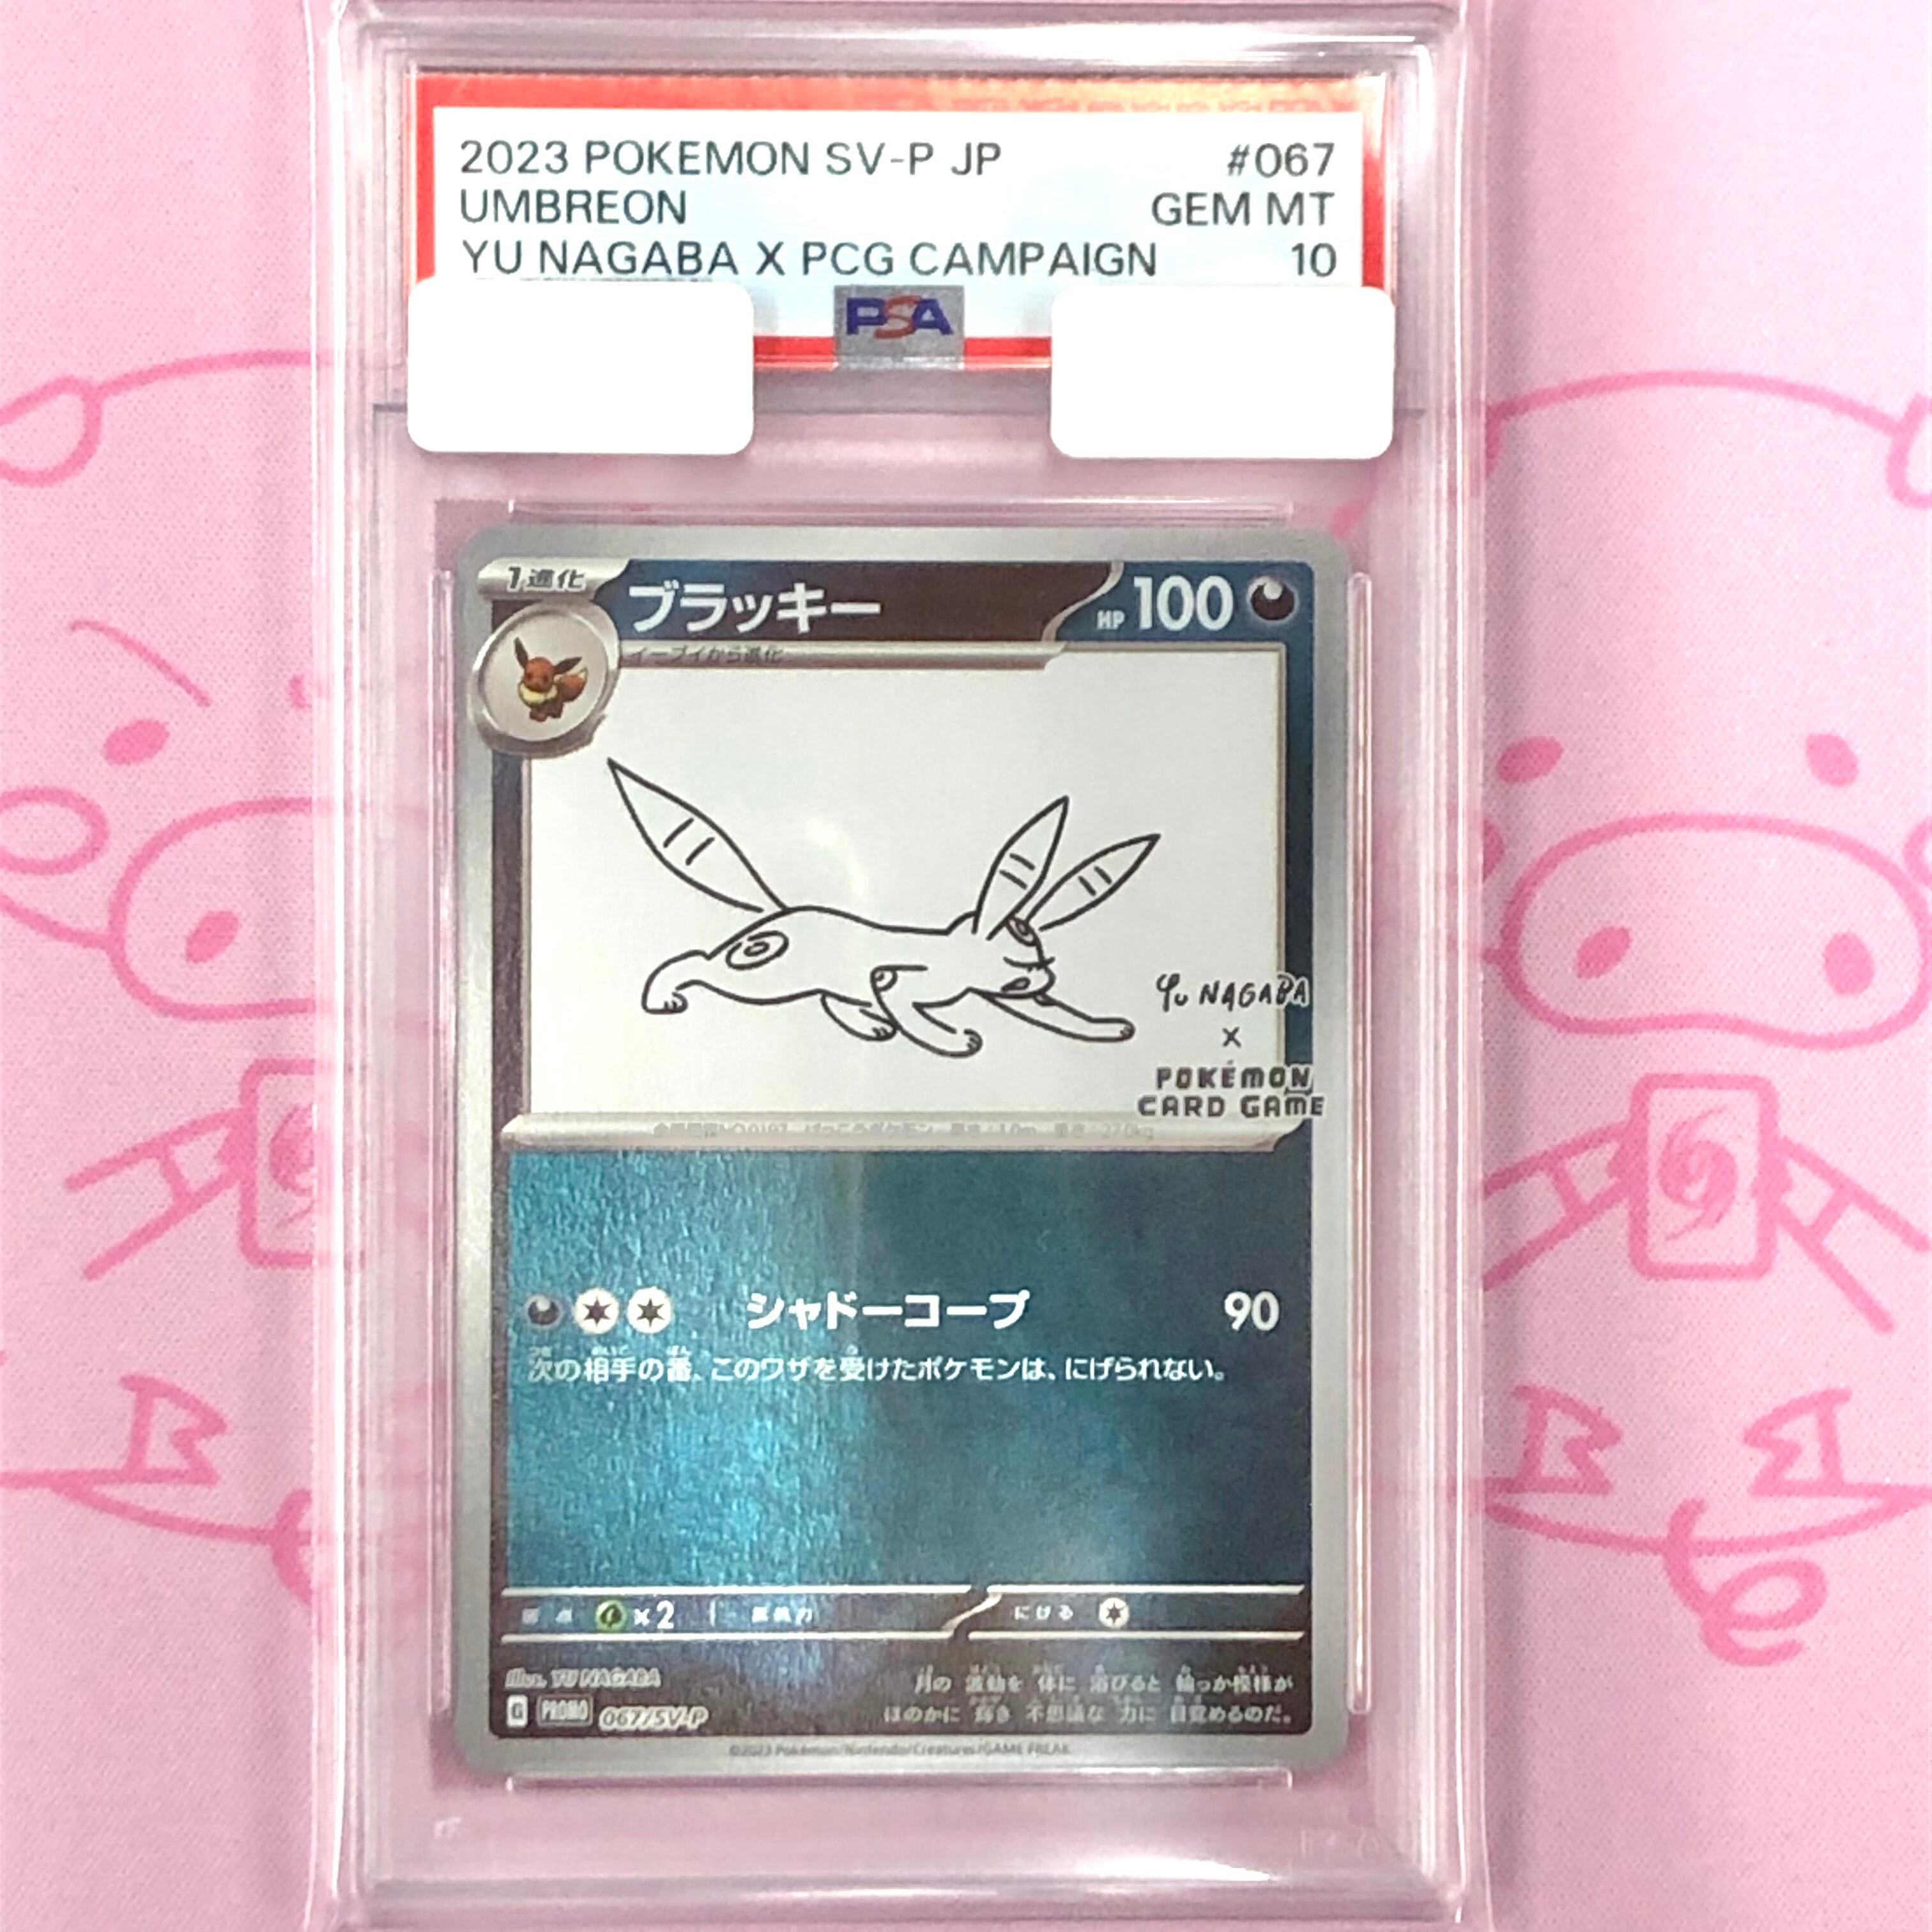 2023 POKEMON SV-P JP #067
UMBREON GEM MT
YU NAGABA X PCG CAMPAIGN 10
PSA
1進化 ブラッキー HP 100
イーブイから進化
YU NAGABA
X
POKÉMON
CARD GAME
シャドーコープ 90
次の相手の番、このワザを受けたポケモンは、にげられない。
×2 にげる
illus. YU NAGABA
G PROMO 067/SV-P
月の波動を体に浴びると輪っか模様が
ほのかに輝き不思議な力に目覚めるのだ。
©2023 Pokémon/Nintendo/Creatures/GAME FREAK